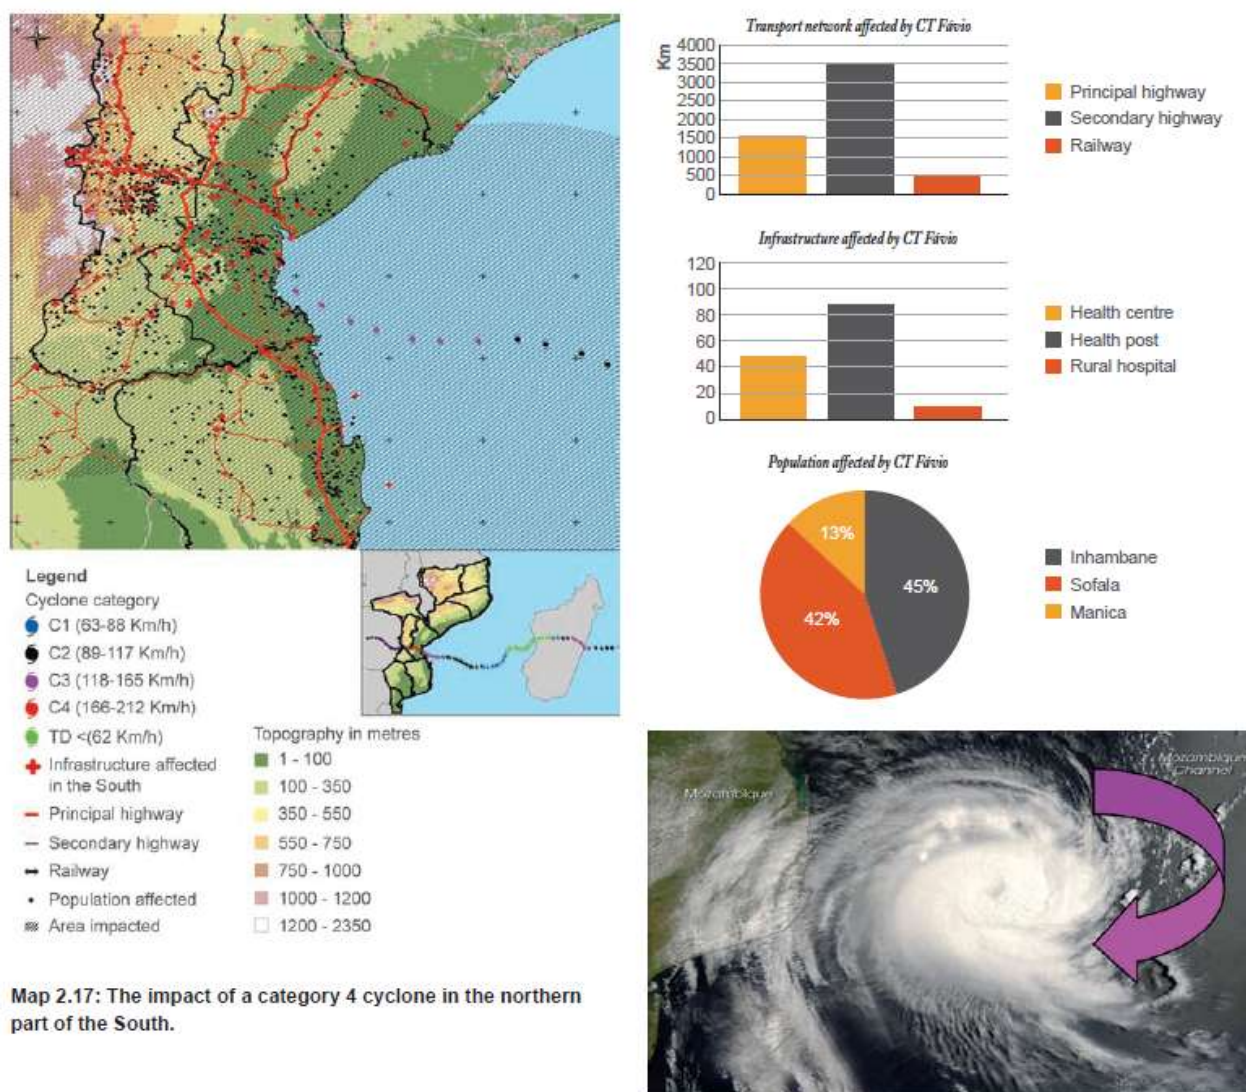 Transport network affected by CT Fávio
Km
4000
3500
3000
2500
2000
1500
1000
500
0
Principal highway
Secondary highway
Railway
Infrastructure affected by CT Fávio
120
100
80
60
40
20
0
Health centre
Health post
Rural hospital
Population affected by CT Fávio
13%
45%
42%
Inhambane
Sofala
Manica
Legend
Cyclone category
C1 (63-88 Km/h)
C2 (89-117 Km/h)
C3 (118-165 Km/h)
C4 (166-212 Km/h)
TD <(62 Km/h)
Infrastructure affected
in the South
Principal highway
Secondary highway
Railway
Population affected
Area impacted
Topography in metres
1 - 100
100 - 350
350 - 550
550 - 750
750 - 1000
1000 - 1200
1200 - 2350
Mozambique
Mozambique
Channel
Map 2.17: The impact of a category 4 cyclone in the northern
part of the South.